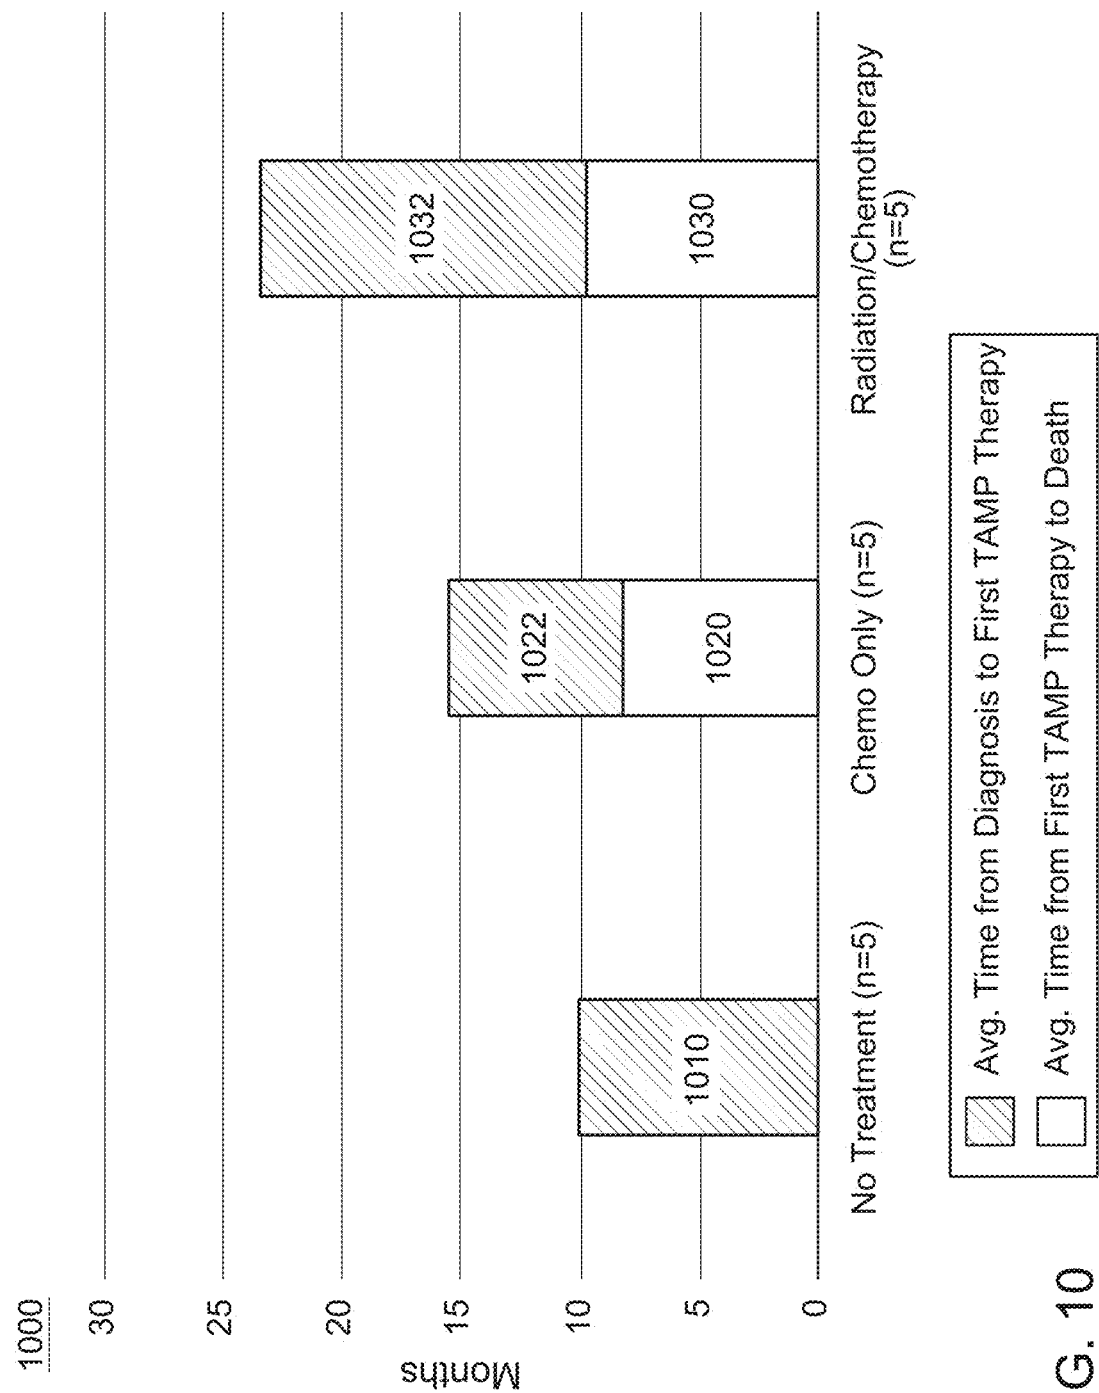 1000
Months
30
25
20
15
10
5
0
1010
1022
1020
1032
1030
No Treatment (n=5)
Chemo Only (n=5)
Radiation/Chemotherapy
(n=5)
Avg. Time from Diagnosis to First TAMP Therapy
Avg. Time from First TAMP Therapy to Death
G. 10